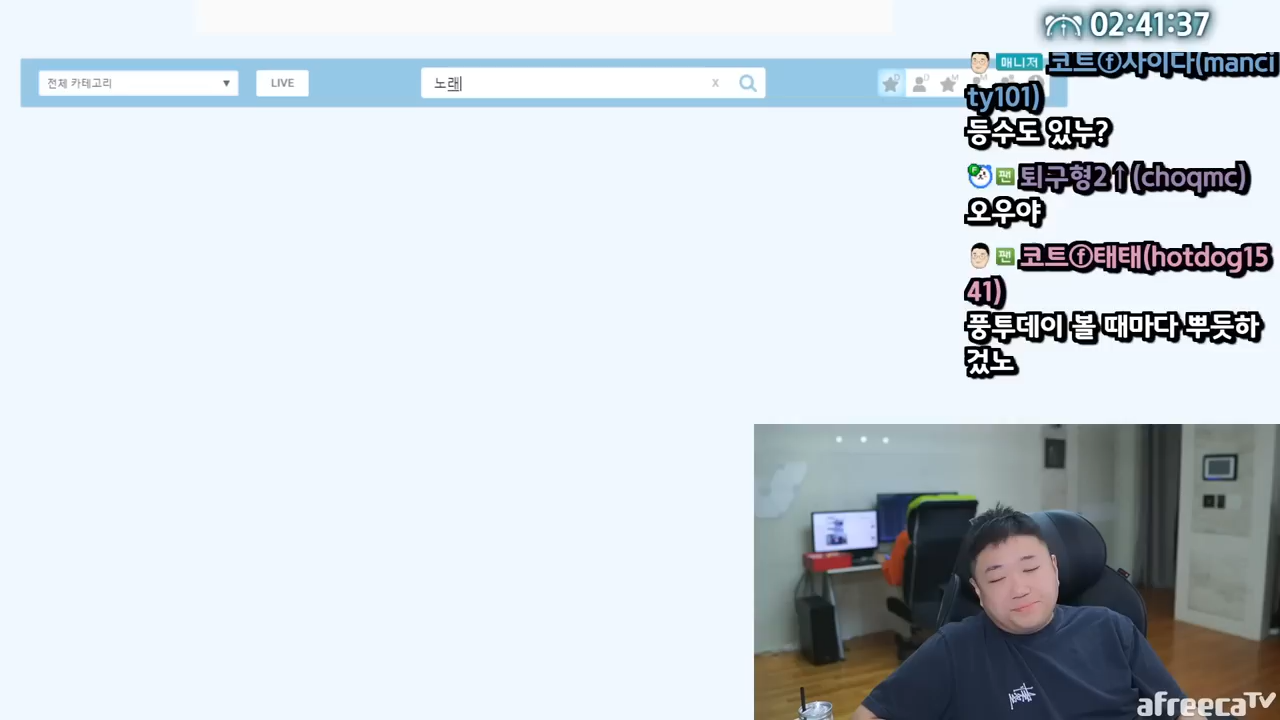 02:41:37
전체 카테고리 ▼
LIVE
노래
x
매니저 코트ⓕ사이다(manci
ty101)
등수도 있누?
팬 퇴구형2↑(choqmc)
오우야
팬 코트ⓕ태태(hotdog15
41)
풍투데이 볼 때마다 뿌듯하
겄노
afreecaTV